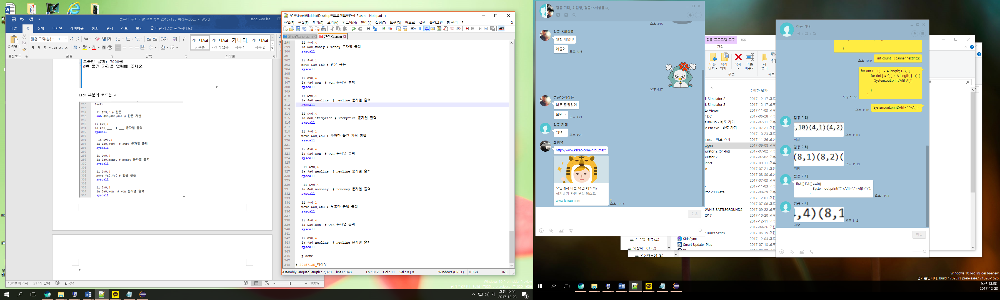 컴퓨터 구조 기말 프로젝트_20157135_이상우.docx - Word
sang woo lee
파일 홈 삽입 디자인 레이아웃 참조 편지 검토 보기 어떤 작업을 원하시나요?
붙여넣기
맑은 고딕(본 10
가나다AaB 가나다AaB 가나다, 가나다AaB
표준 간격 없음 제목 1 제목 2
클립보드 글꼴 단락 스타일
부족한 금액:-7000원
0번 물건 가격을 입력해 주세요.
Lack 부분의 코드는
285 lack:
286
287 li $t3,0 # 잔돈
288 sub $t3,$t0,$a2 # 잔돈 계산
289
290 li $v0,4
291 la $a0,___ # ___ 문자열 출력
292 syscall
293
294 li $v0,4
295 la $a0,str4 # str4 문자열 출력
296 syscall
297
298 li $v0,4
299 la $a0,money # money 문자열 출력
300 syscall
301
302 li $v0,1
303 move $a0,$t0 # 받은 용돈
304 syscall
305
306 li $v0,4
307 la $a0,won # won 문자열 출력
308 syscall
10/10 페이지 217개 단어 한국어
100%
*C:₩Users₩tkddn₩Desktop₩프로젝트₩완성-3.asm - Notepad++
파일(F) 편집(E) 찾기(S) 보기(V) 인코딩(N) 언어(L) 설정(T) 도구(O) 매크로 실행 플러그인 창 관리 ? X
최소값소스.asm 완성-3.asm
298 li $v0,4
299 la $a0,money # money 문자열 출력
300 syscall
301
302 li $v0,1
303 move $a0,$t0 # 받은 용돈
304 syscall
305
306 li $v0,4
307 la $a0,won # won 문자열 출력
308 syscall
309
310 li $v0,4
311 la $a0,newline # newline 문자열 출력
312 syscall
313
314 li $v0,4
315 la $a0,itemprice # itemprice 문자열 출력
316 syscall
317
318 li $v0,1
319 move $a0,$a2 # 구매한 물건 가격 총합
320 syscall
321
322 li $v0,4
323 la $a0,won # won 문자열 출력
324 syscall
325
326 li $v0,4
327 la $a0,newline # newline 문자열 출력
328 syscall
329
330 li $v0,4
331 la $a0,nomoney # nomoney 문자열 출력
332 syscall
333
334 li $v0,1
335 move $a0,$t3 # 부족한 금액 출력
336 syscall
337
338 li $v0,4
339 la $a0,won # won 문자열 출력
340 syscall
341
342 li $v0,4
343 la $a0,newline # newline 문자열 출력
344 syscall
345
346 j done
347
348 # 20157135_이상우
Assembly languag length : 7,370 lines : 348 Ln : 312 Col : 11 Sel : 0 | 0 Windows (CR LF) UTF-8 INS
Windows 10 Pro Insider Preview
평가본입니다. Build 17025.rs_prerelease.171020-1626
오전 12:03
2017-12-23
컴공 기태, 최원영, 컴공15최상용 (4)
오후 4:15
컴공15최상용
인턴 재밌냐
얘들아
오후 4:16
오후 4:17
컴공15최상용
너무 할일없이
보낸다
오후 4:21
컴공 기태
잉여다
오후 4:22
최원영
http://www.kakao.com/grouptest
모임에서 나는 어떤 캐릭터?
싱기방기 완전 분석 테스트
www.kakao.com
2
오후 11:14
전송
응용 프로그램 도구 app
관리
이동 위치 복사 위치 삭제 이름 바꾸기 새 폴더
구성 새로
수정한 날짜
k Simulator 2 2017-12-17 오후
k Simulator 2 2017-12-17 오후
to Viewer 2017-11-28 오후
r DC 2017-06-28 오후
e10a.iso - 바로 가기 2017-07-11 오후
e Pro.exe - 바로 가기 2017-07-21 오전
2017-10-23 오후
l.exe - 바로 가기 2017-11-26 오전
xygen 2017-09-08 오후
mulator 2 (64-bit) 2017-07-02 오후
mulator 2 2017-07-02 오후
igner 2017-09-11 오후
te 2017-07-21 오전
2017-08-30 오전
2017-07-03 오후
e 2017-11-03 오후
itor 2008.exe 2017-08-29 오후
2017-12-01 오후
2017-07-08 오후
OWN'S BATTLEGROUNDS 2017-09-22 오후
2017 2017-10-20 오후
2017-12-11 오후
2017-09-26 오후
2160W Series 2017-06-15 오후
SideSync 2017-12-04 오후
Smart Updater Plus 2017-07-13 오후
시스템 예약 (Z:)
외장하드01 (E:)
외장하드01 (E:)
컴공 기태
}
int count =scanner.nextInt();
오후 10:44
for (int i = 0; i < A.length; i++) {
for (int j = 0; j < A.length; j++) {
System.out.print(A[i] A[j])
}
}
오후 10:53
System.out.print(A[i]+","+A[j])
오후 11:01
컴공 기태
,10)(4,1)(4,2)
오후 11:03
저장
컴공 기태
(8,1)(8,2)(
오후 11:13
저장
컴공 기태
if(A[i]%A[j]==0){
System.out.print("("+A[i]+","+A[j]+")");
}
오후 11:14
컴공 기태
,4)(8,1
오후 11:21
저장
전송
Windows 10 Pro Insider Preview
평가본입니다. Build 17025.rs_prerelease.171020-1626
오전 12:03
2017-12-23